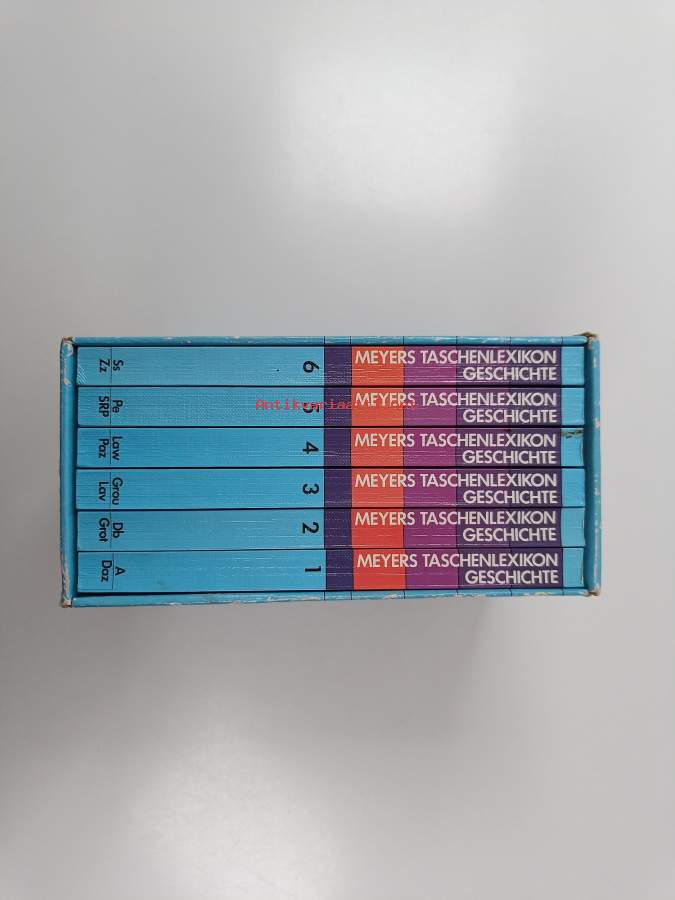 MEYERS TASCHENLEXIKON
GESCHICHTE
6
Ss
Zz
MEYERS TASCHENLEXIKON
GESCHICHTE
5
Pe
SRP
MEYERS TASCHENLEXIKON
GESCHICHTE
4
Law
Paz
MEYERS TASCHENLEXIKON
GESCHICHTE
3
Grou
Lav
MEYERS TASCHENLEXIKON
GESCHICHTE
2
Db
Grot
MEYERS TASCHENLEXIKON
GESCHICHTE
1
A
Daz